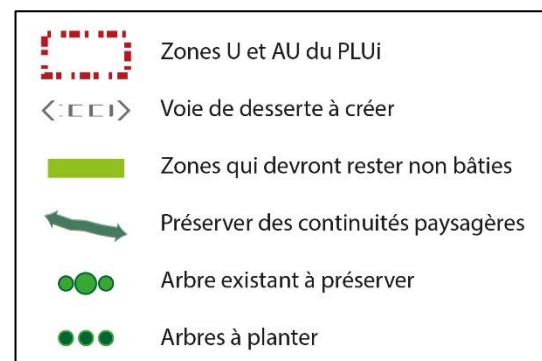 Zones U et AU du PLUi
Voie de desserte à créer
Zones qui devront rester non bâties
Préserver des continuités paysagères
Arbre existant à préserver
Arbres à planter